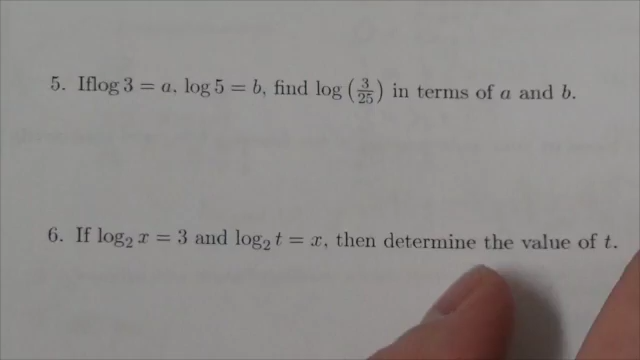 5. Iflog 3 = a, log 5 = b, find log (3/25) in terms of a and b.
6. If log₂ x = 3 and log₂ t = x, then determine the value of t.